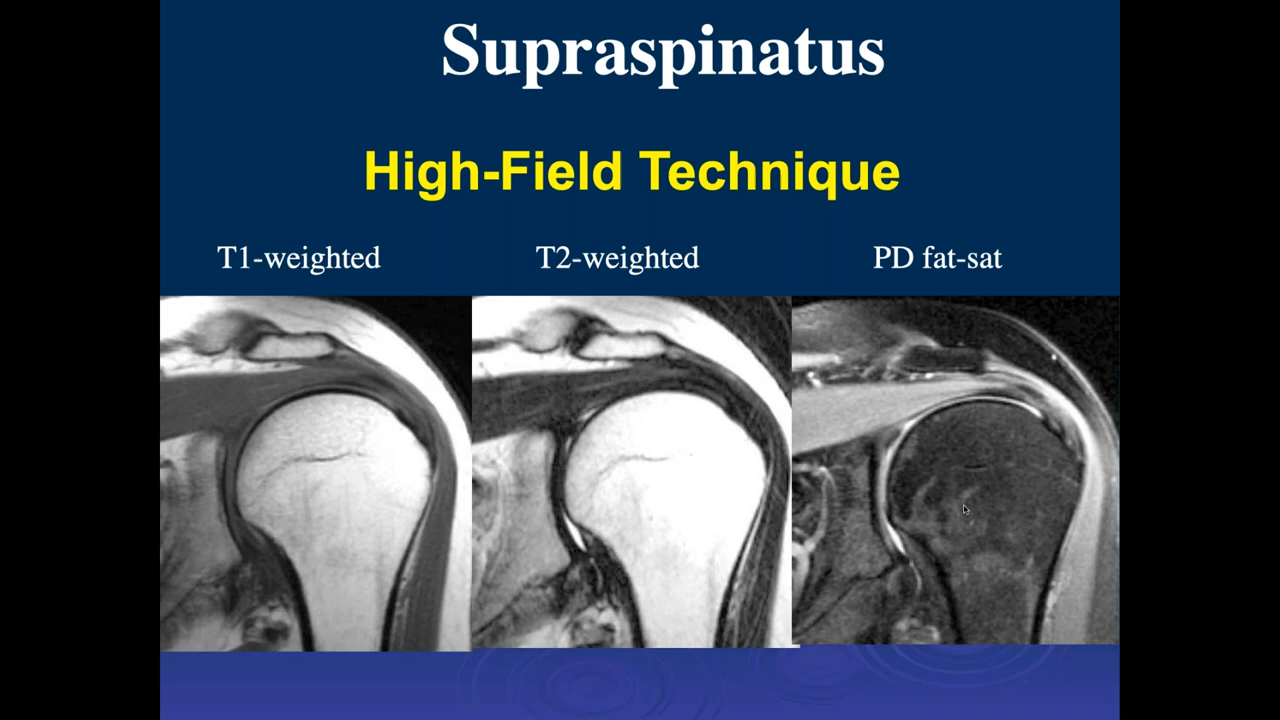 Supraspinatus
High-Field Technique
T1-weighted
T2-weighted
PD fat-sat